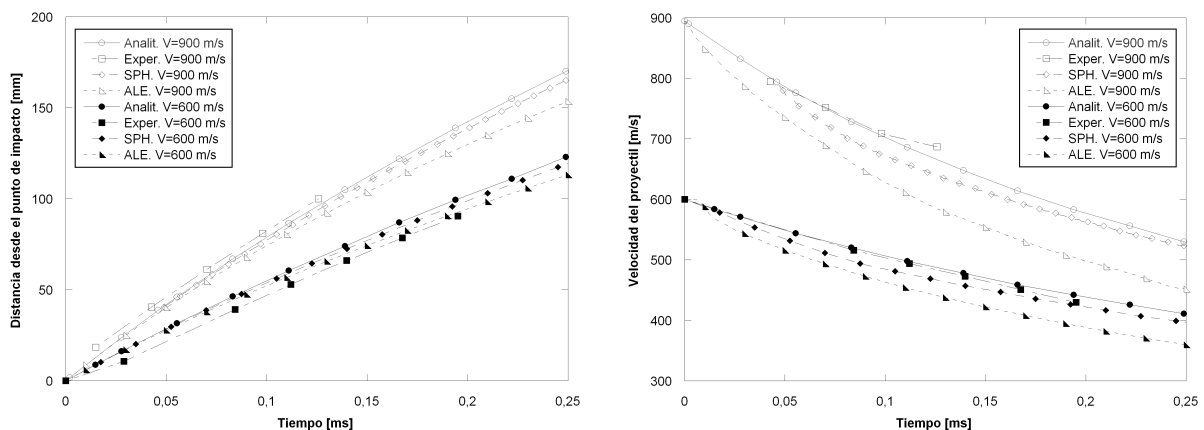 200
150
100
50
0
0
0,05
0,1
0,15
0,2
0,25
Distancia desde el punto de impacto [mm]
Tiempo [ms]
Analit. V=900 m/s
Exper. V=900 m/s
SPH. V=900 m/s
ALE. V=900 m/s
Analit. V=600 m/s
Exper. V=600 m/s
SPH. V=600 m/s
ALE. V=600 m/s
900
800
700
600
500
400
300
0
0,05
0,1
0,15
0,2
0,25
Velocidad del proyectil [m/s]
Tiempo [ms]
Analit. V=900 m/s
Exper. V=900 m/s
SPH. V=900 m/s
ALE. V=900 m/s
Analit. V=600 m/s
Exper. V=600 m/s
SPH. V=600 m/s
ALE. V=600 m/s